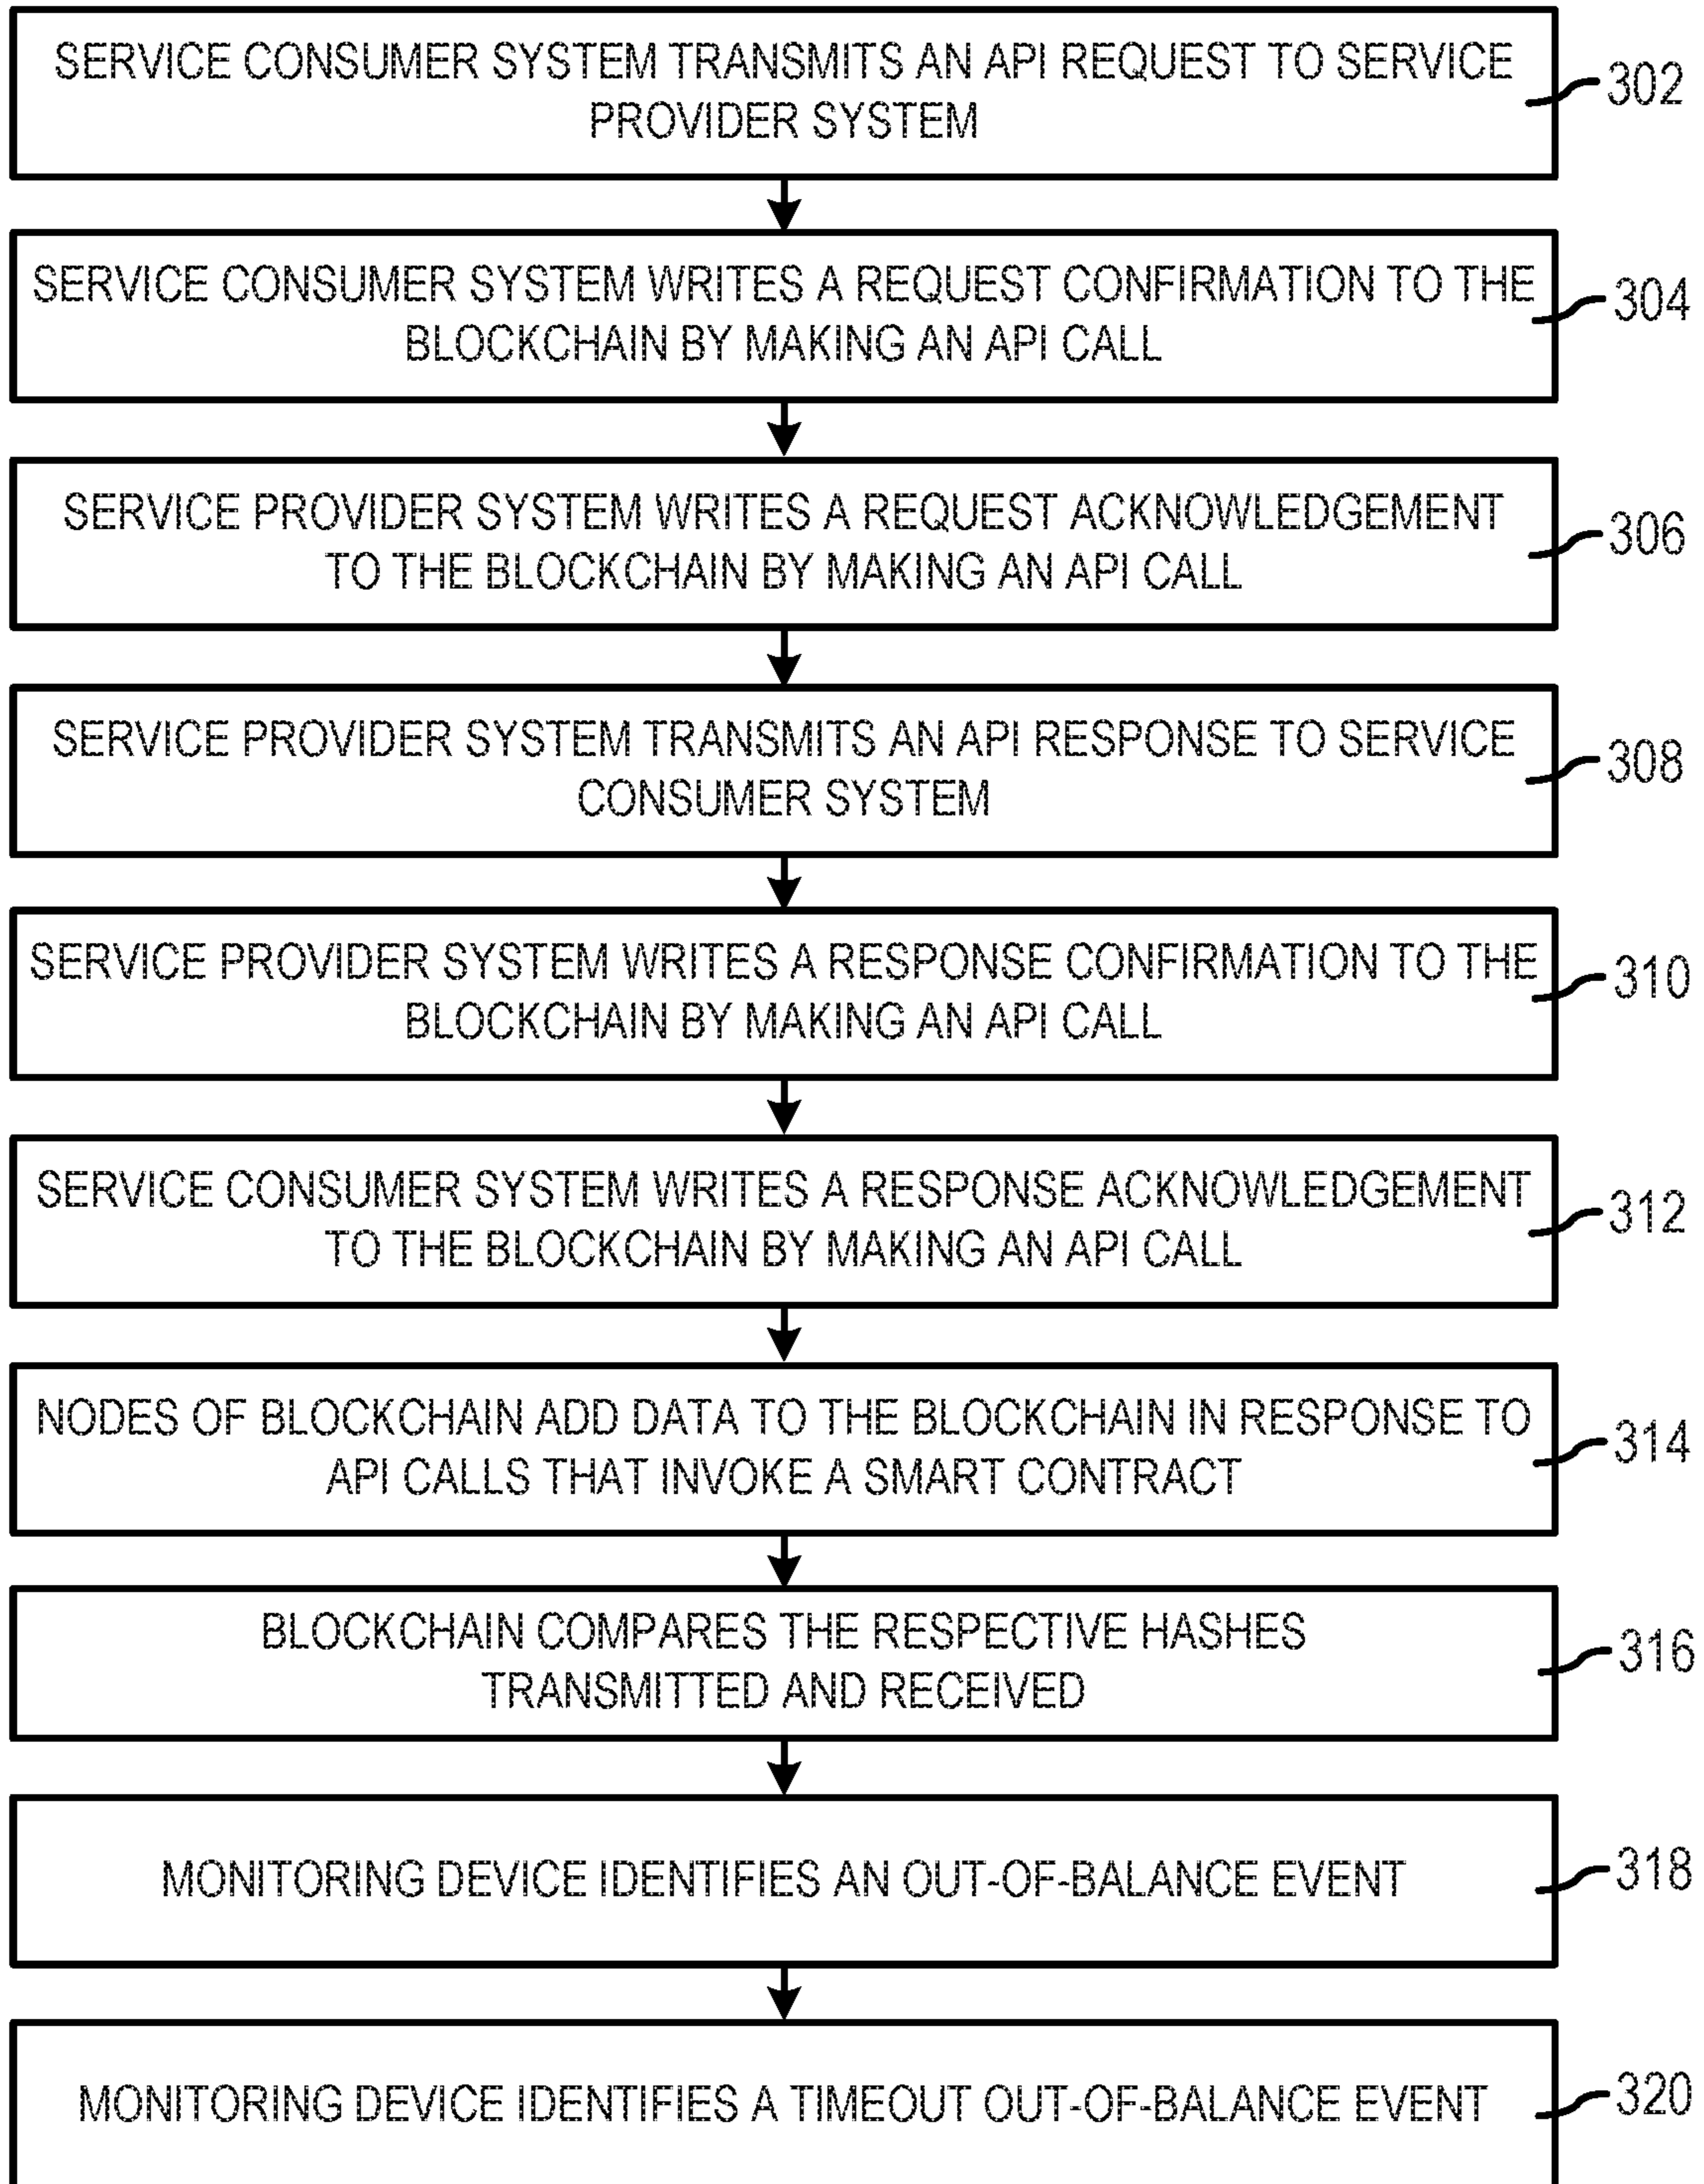 SERVICE CONSUMER SYSTEM TRANSMITS AN API REQUEST TO SERVICE
PROVIDER SYSTEM
302
SERVICE CONSUMER SYSTEM WRITES A REQUEST CONFIRMATION TO THE
BLOCKCHAIN BY MAKING AN API CALL
304
SERVICE PROVIDER SYSTEM WRITES A REQUEST ACKNOWLEDGEMENT
TO THE BLOCKCHAIN BY MAKING AN API CALL
306
SERVICE PROVIDER SYSTEM TRANSMITS AN API RESPONSE TO SERVICE
CONSUMER SYSTEM
308
SERVICE PROVIDER SYSTEM WRITES A RESPONSE CONFIRMATION TO THE
BLOCKCHAIN BY MAKING AN API CALL
310
SERVICE CONSUMER SYSTEM WRITES A RESPONSE ACKNOWLEDGEMENT
TO THE BLOCKCHAIN BY MAKING AN API CALL
312
NODES OF BLOCKCHAIN ADD DATA TO THE BLOCKCHAIN IN RESPONSE TO
API CALLS THAT INVOKE A SMART CONTRACT
314
BLOCKCHAIN COMPARES THE RESPECTIVE HASHES
TRANSMITTED AND RECEIVED
316
MONITORING DEVICE IDENTIFIES AN OUT-OF-BALANCE EVENT
318
MONITORING DEVICE IDENTIFIES A TIMEOUT OUT-OF-BALANCE EVENT
320